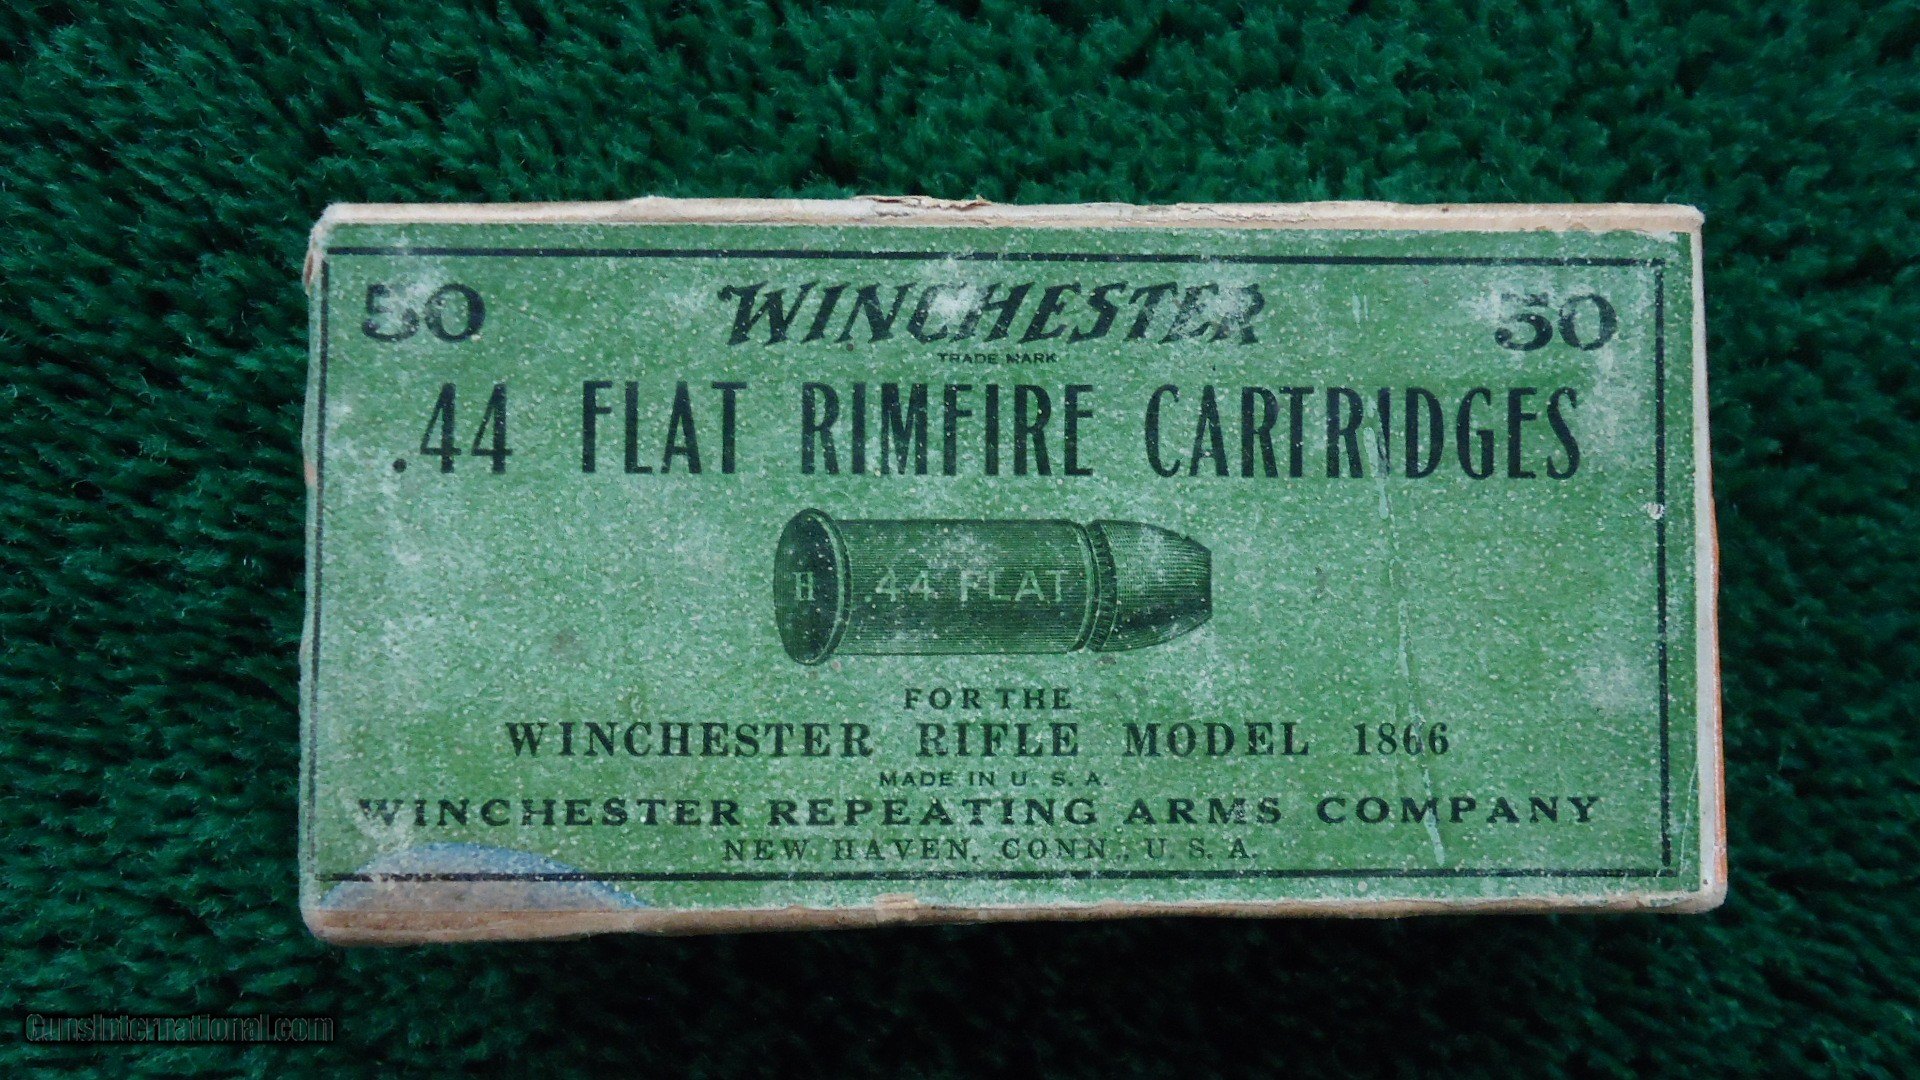 50 WINCHESTER 50
TRADE MARK
.44 FLAT RIMFIRE CARTRIDGES
H 44 FLAT
FOR THE
WINCHESTER RIFLE MODEL 1866
MADE IN U. S. A.
WINCHESTER REPEATING ARMS COMPANY
NEW HAVEN, CONN., U. S. A.
GunsInternational.com